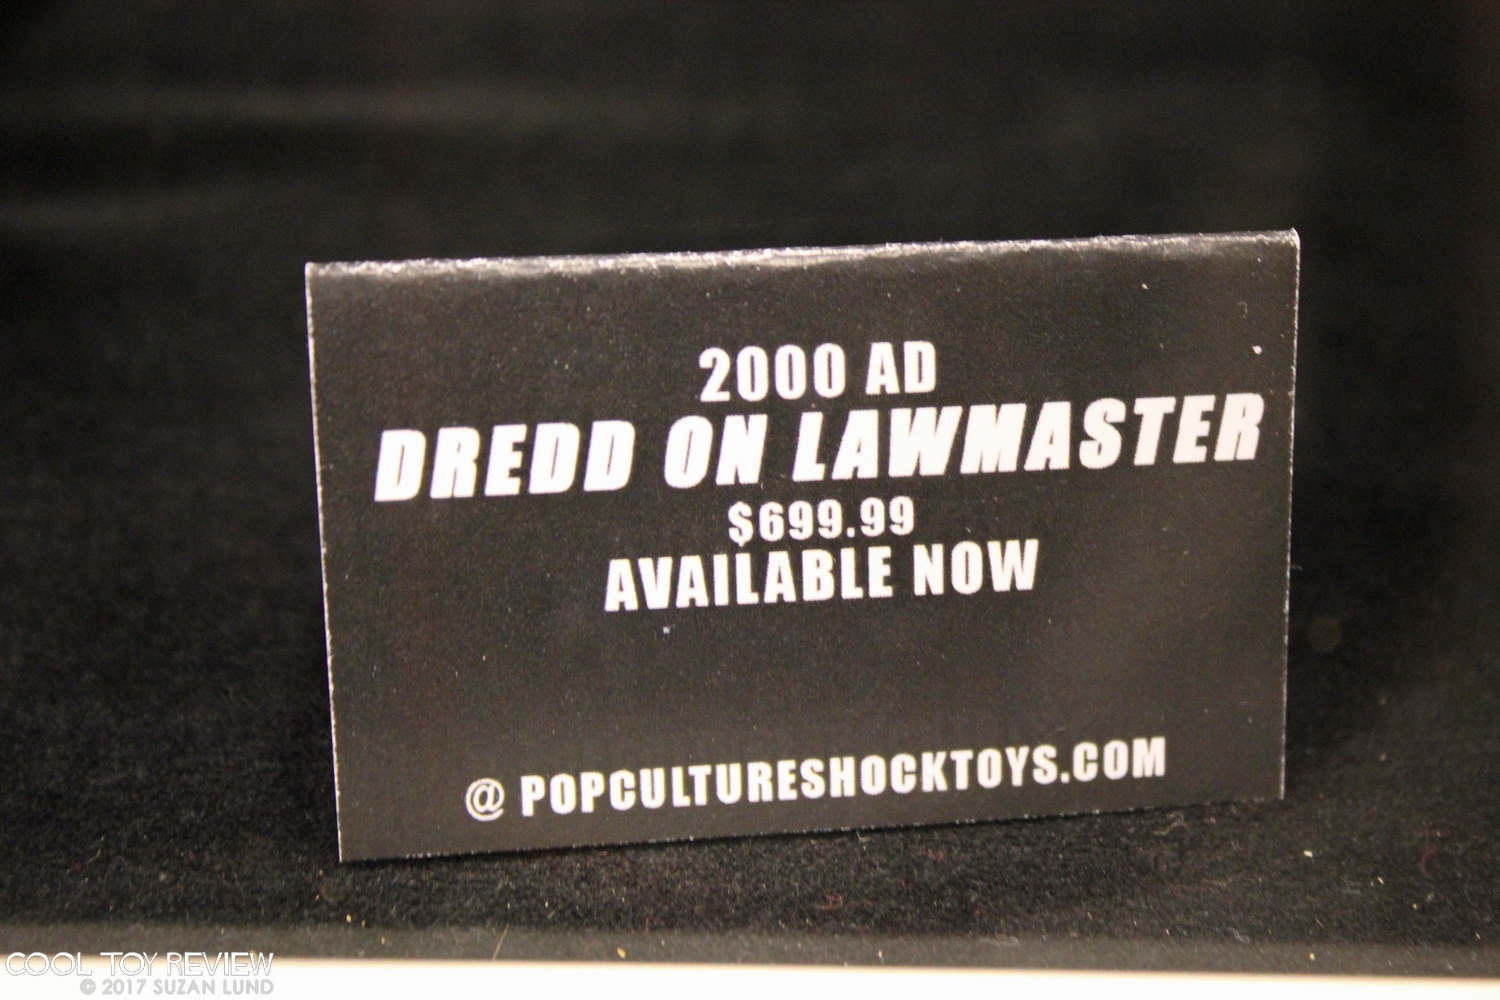 2000 AD
DREDD ON LAWMASTER
$699.99
AVAILABLE NOW
@ POPCULTURESHOCKTOYS.COM
COOL TOY REVIEW
© 2017 SUZAN LUND